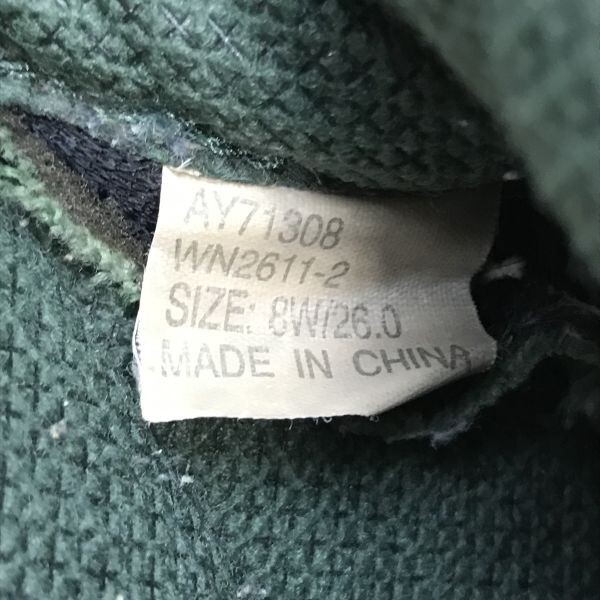 AY71308
WN2611-2
SIZE: 8W/26.0
MADE IN CHINA